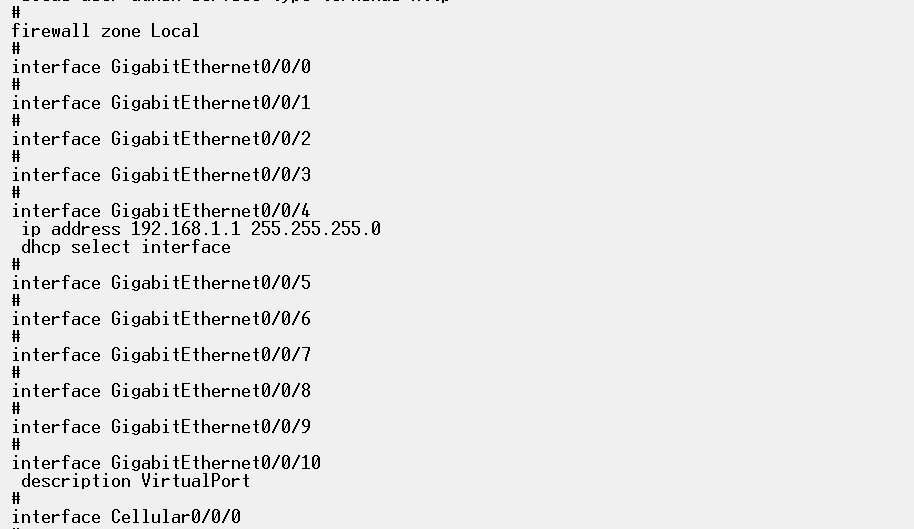 #
firewall zone Local
#
interface GigabitEthernet0/0/0
#
interface GigabitEthernet0/0/1
#
interface GigabitEthernet0/0/2
#
interface GigabitEthernet0/0/3
#
interface GigabitEthernet0/0/4
 ip address 192.168.1.1 255.255.255.0
 dhcp select interface
#
interface GigabitEthernet0/0/5
#
interface GigabitEthernet0/0/6
#
interface GigabitEthernet0/0/7
#
interface GigabitEthernet0/0/8
#
interface GigabitEthernet0/0/9
#
interface GigabitEthernet0/0/10
 description VirtualPort
#
interface Cellular0/0/0